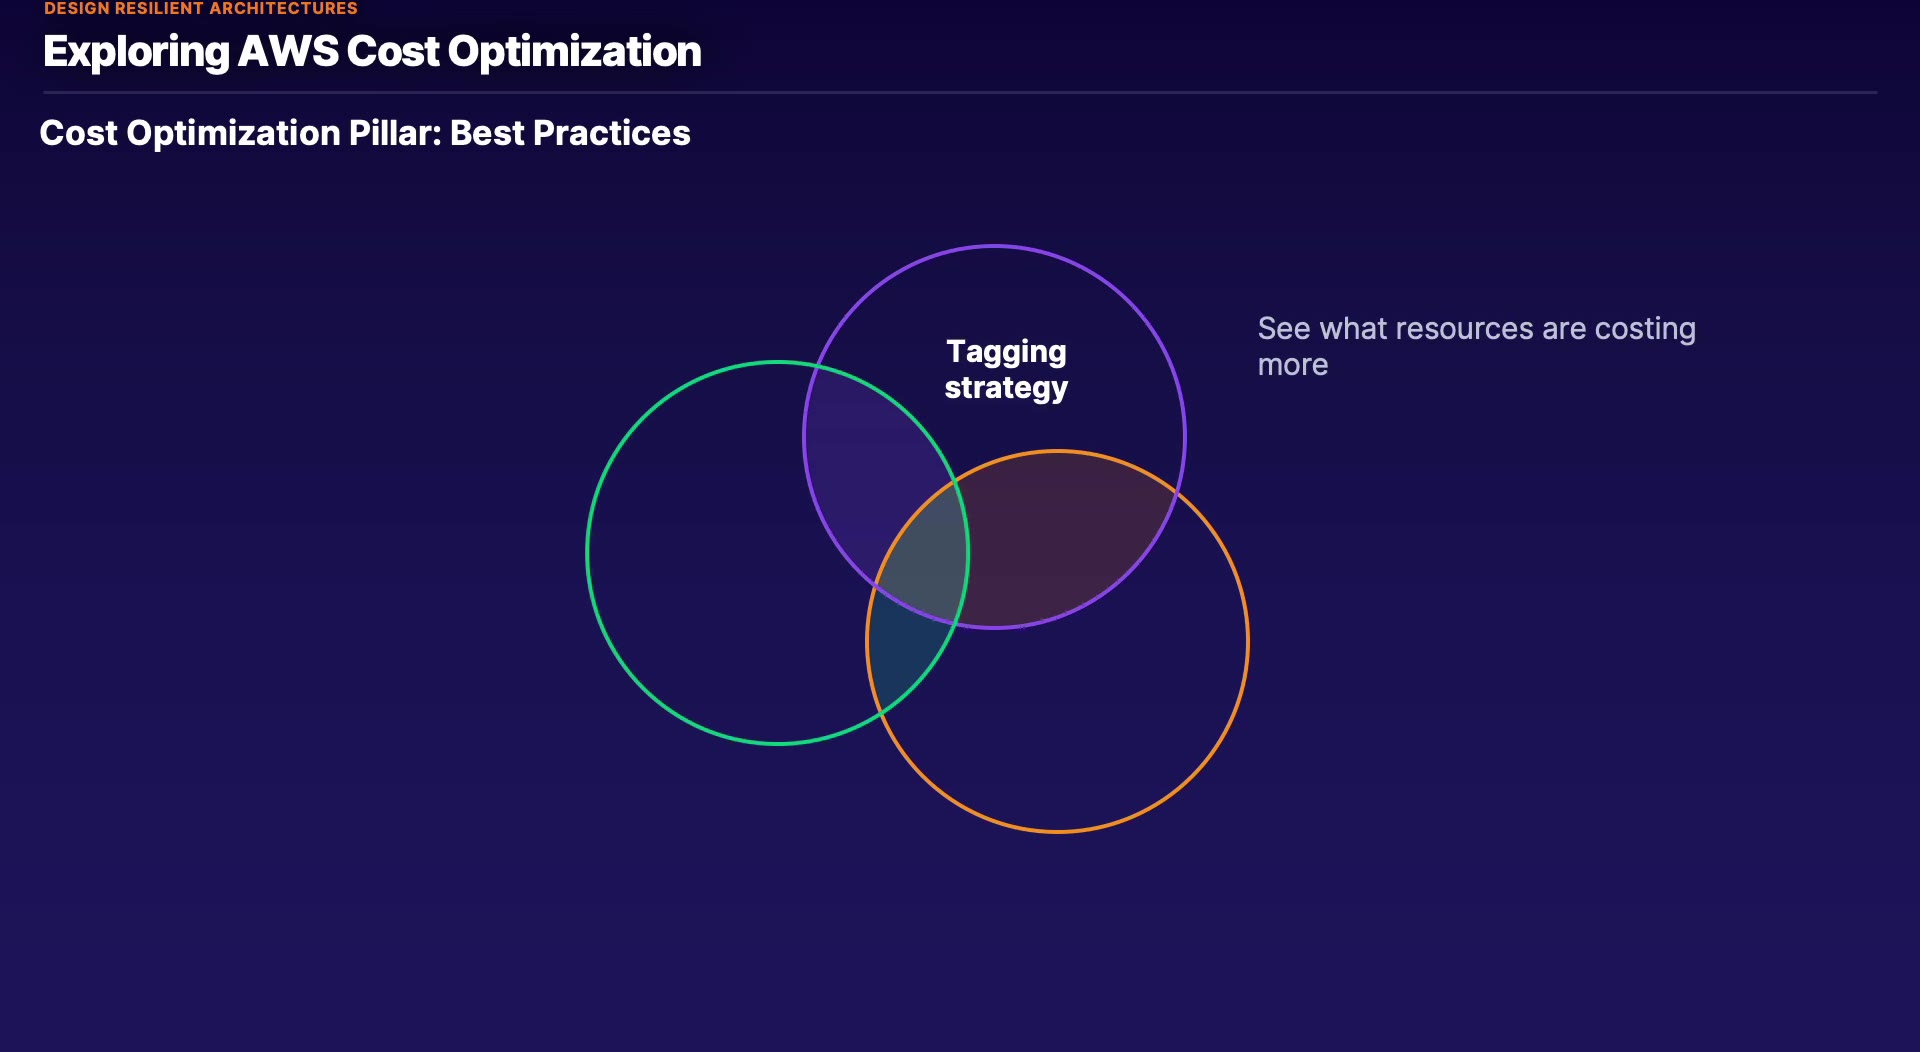 DESIGN RESILIENT ARCHITECTURES
Exploring AWS Cost Optimization
Cost Optimization Pillar: Best Practices
Tagging
strategy
See what resources are costing
more